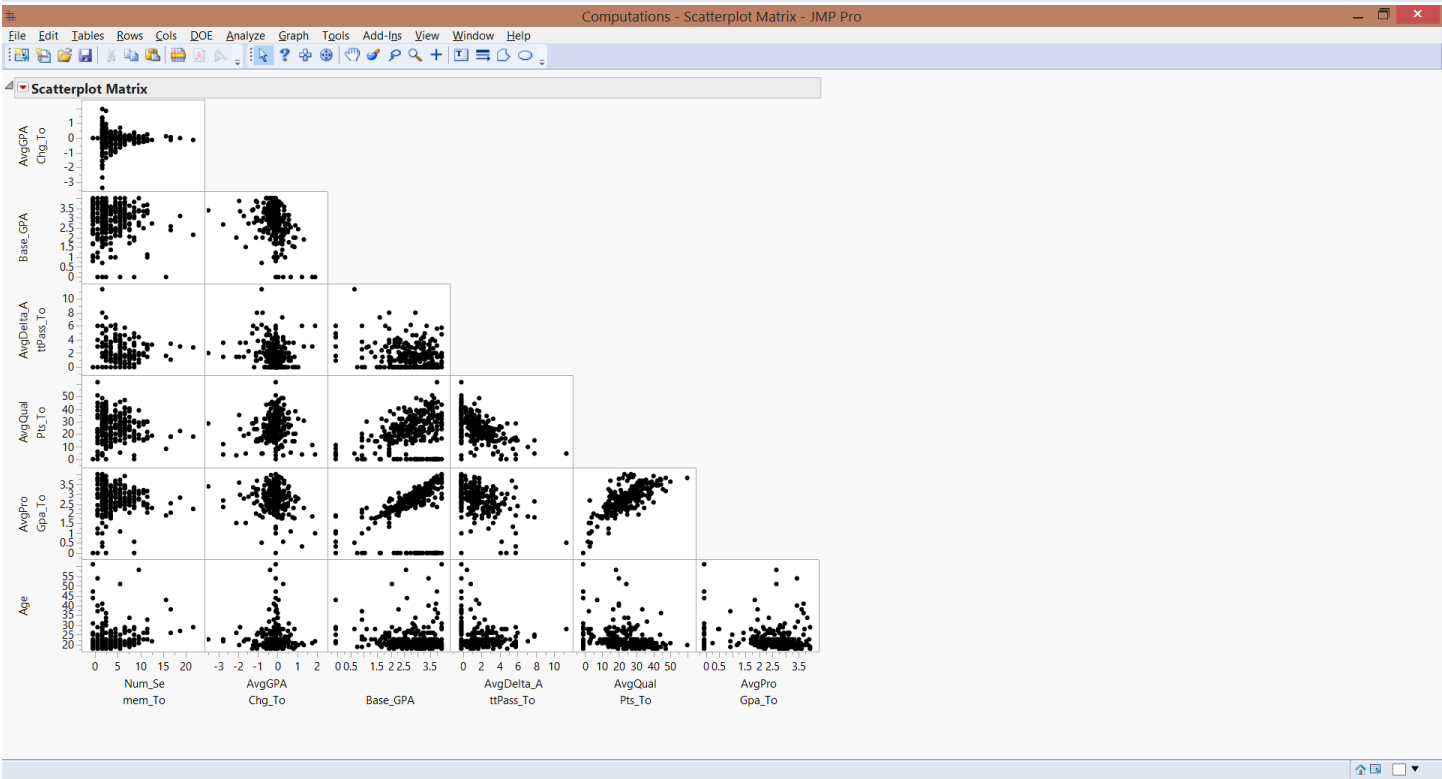 Computations - Scatterplot Matrix - JMP Pro
File Edit Tables Rows Cols DOE Analyze Graph Tools Add-Ins View Window Help
Scatterplot Matrix
AvgGPA
Chg_To
1
0
-1
-2
-3
Base_GPA
3.5
3
2.5
2
1.5
1
0.5
0
AvgDelta_A
ttPass_To
10
8
6
4
2
0
AvgQual
Pts_To
50
40
30
20
10
0
AvgPro
Gpa_To
3.5
3
2.5
2
1.5
1
0.5
0
Age
55
50
45
40
35
30
25
20
0 5 10 15 20 -3 -2 -1 0 1 2 0 0.5 1.5 2 2.5 3.5 0 2 4 6 8 10 0 10 20 30 40 50 0 0.5 1.5 2 2.5 3.5
Num_Se AvgGPA AvgDelta_A AvgQual AvgPro
mem_To Chg_To Base_GPA ttPass_To Pts_To Gpa_To